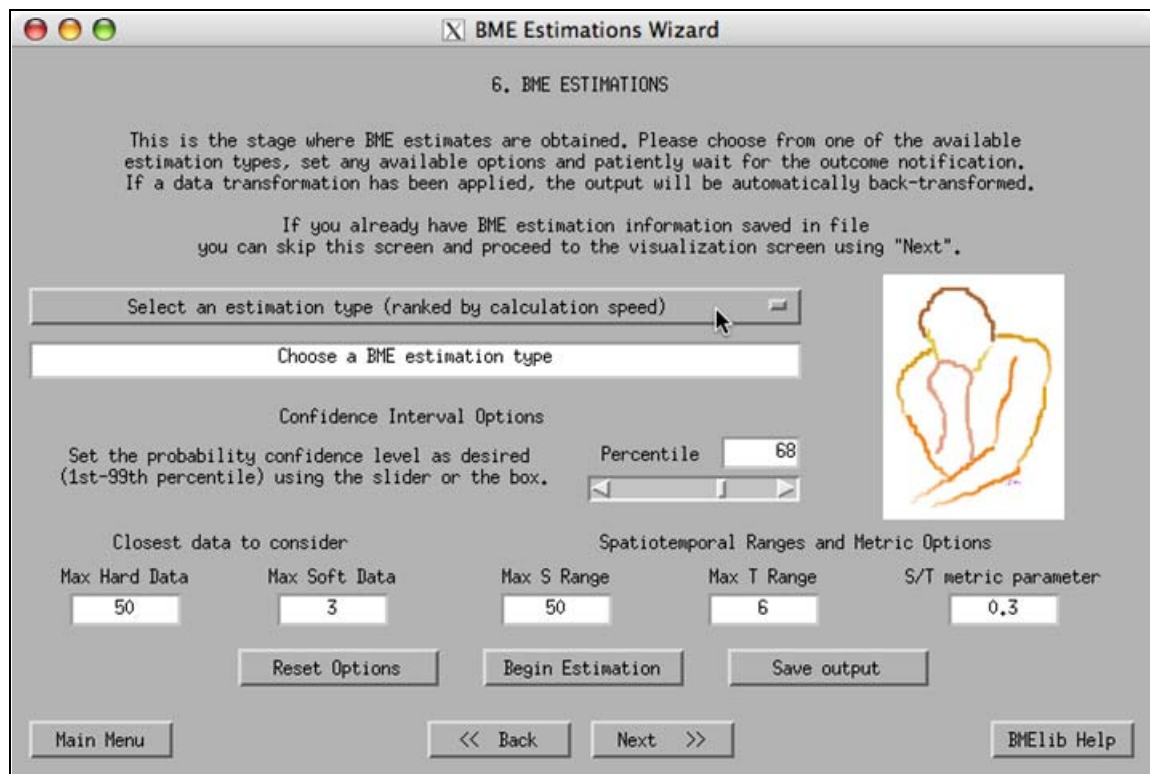 BME Estimations Wizard
6. BME ESTIMATIONS
This is the stage where BME estimates are obtained. Please choose from one of the available
estimation types, set any available options and patiently wait for the outcome notification.
If a data transformation has been applied, the output will be automatically back-transformed.
If you already have BME estimation information saved in file
you can skip this screen and proceed to the visualization screen using "Next".
Select an estimation type (ranked by calculation speed)
Choose a BME estimation type
Confidence Interval Options
Set the probability confidence level as desired
(1st-99th percentile) using the slider or the box.
Percentile 68
Closest data to consider
Spatiotemporal Ranges and Metric Options
Max Hard Data Max Soft Data Max S Range Max T Range S/T metric parameter
50 3 50 6 0.3
Reset Options Begin Estimation Save output
Main Menu << Back Next >> BMElib Help